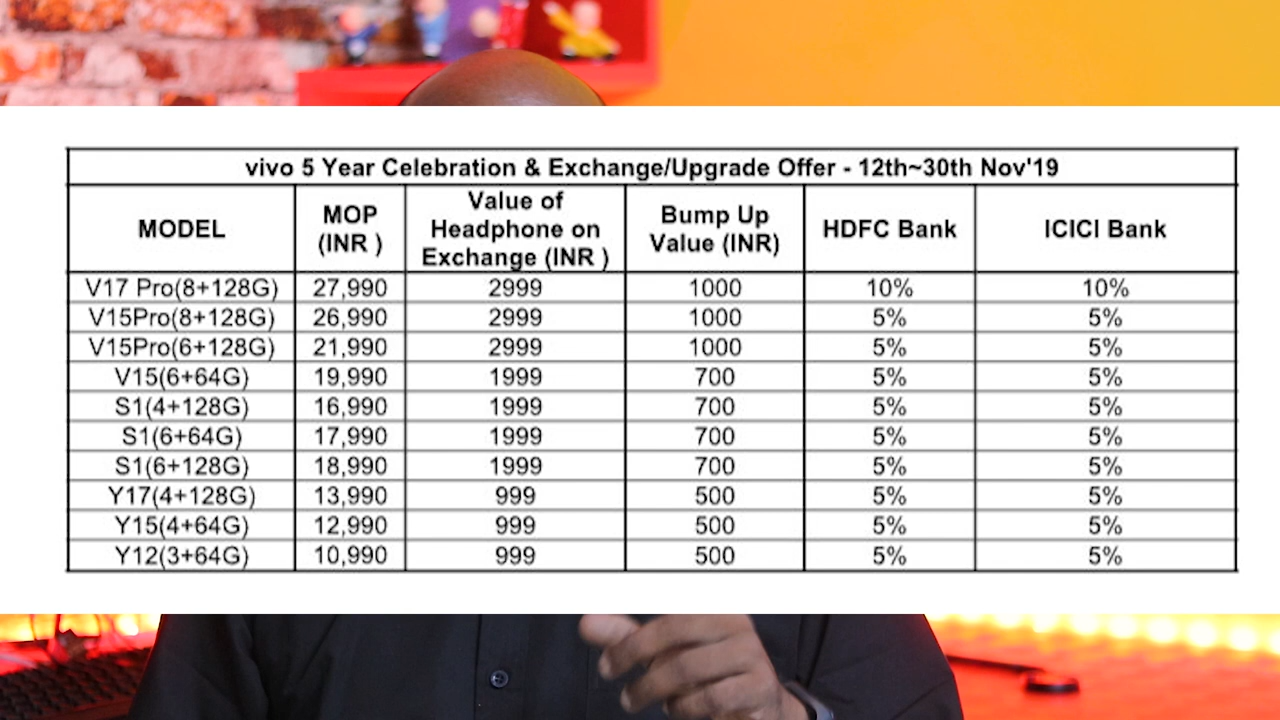 vivo 5 Year Celebration & Exchange/Upgrade Offer - 12th~30th Nov'19
MODEL MOP (INR ) Value of Headphone on Exchange (INR ) Bump Up Value (INR) HDFC Bank ICICI Bank
V17 Pro(8+128G) 27,990 2999 1000 10% 10%
V15Pro(8+128G) 26,990 2999 1000 5% 5%
V15Pro(6+128G) 21,990 2999 1000 5% 5%
V15(6+64G) 19,990 1999 700 5% 5%
S1(4+128G) 16,990 1999 700 5% 5%
S1(6+64G) 17,990 1999 700 5% 5%
S1(6+128G) 18,990 1999 700 5% 5%
Y17(4+128G) 13,990 999 500 5% 5%
Y15(4+64G) 12,990 999 500 5% 5%
Y12(3+64G) 10,990 999 500 5% 5%